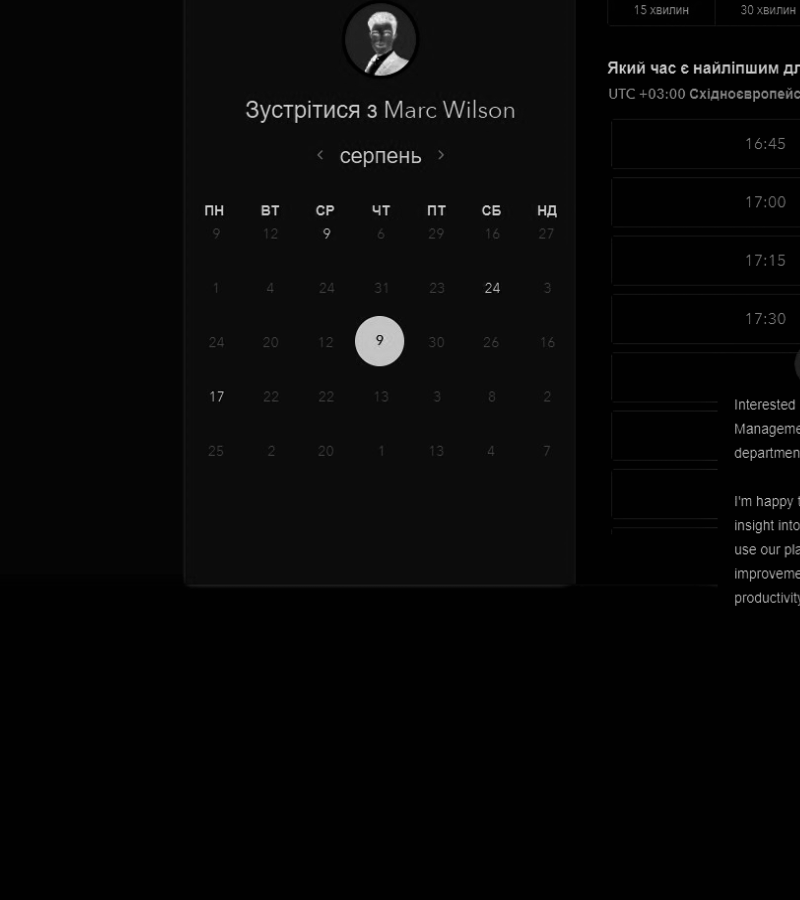 15 хвилин 30 хвилин
Зустрітися з Marc Wilson
серпень
ПН ВТ СР ЧТ ПТ СБ НД
9 12 9 6 29 16 27
1 4 24 31 23 24 3
24 20 12 9 30 26 16
17 22 22 13 3 8 2
25 2 20 1 13 4 7
Який час є найліпшим дл
UTC +03:00 Східноєвропейс
16:45
17:00
17:15
17:30
Interested
Manageme
departmen
I'm happy t
insight into
use our pla
improveme
productivity